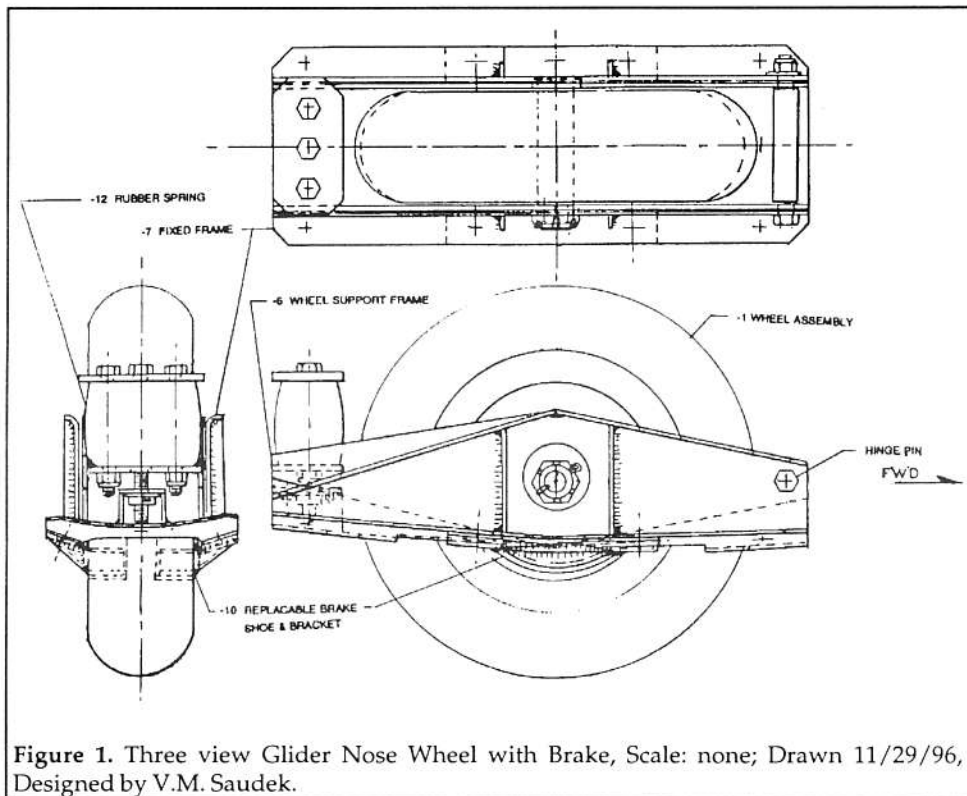 -12 RUBBER SPRING
-7 FIXED FRAME
-6 WHEEL SUPPORT FRAME
-1 WHEEL ASSEMBLY
HINGE PIN
FWD
-10 REPLACABLE BRAKE
SHOE & BRACKET
Figure 1. Three view Glider Nose Wheel with Brake, Scale: none; Drawn 11/29/96,
Designed by V.M. Saudek.